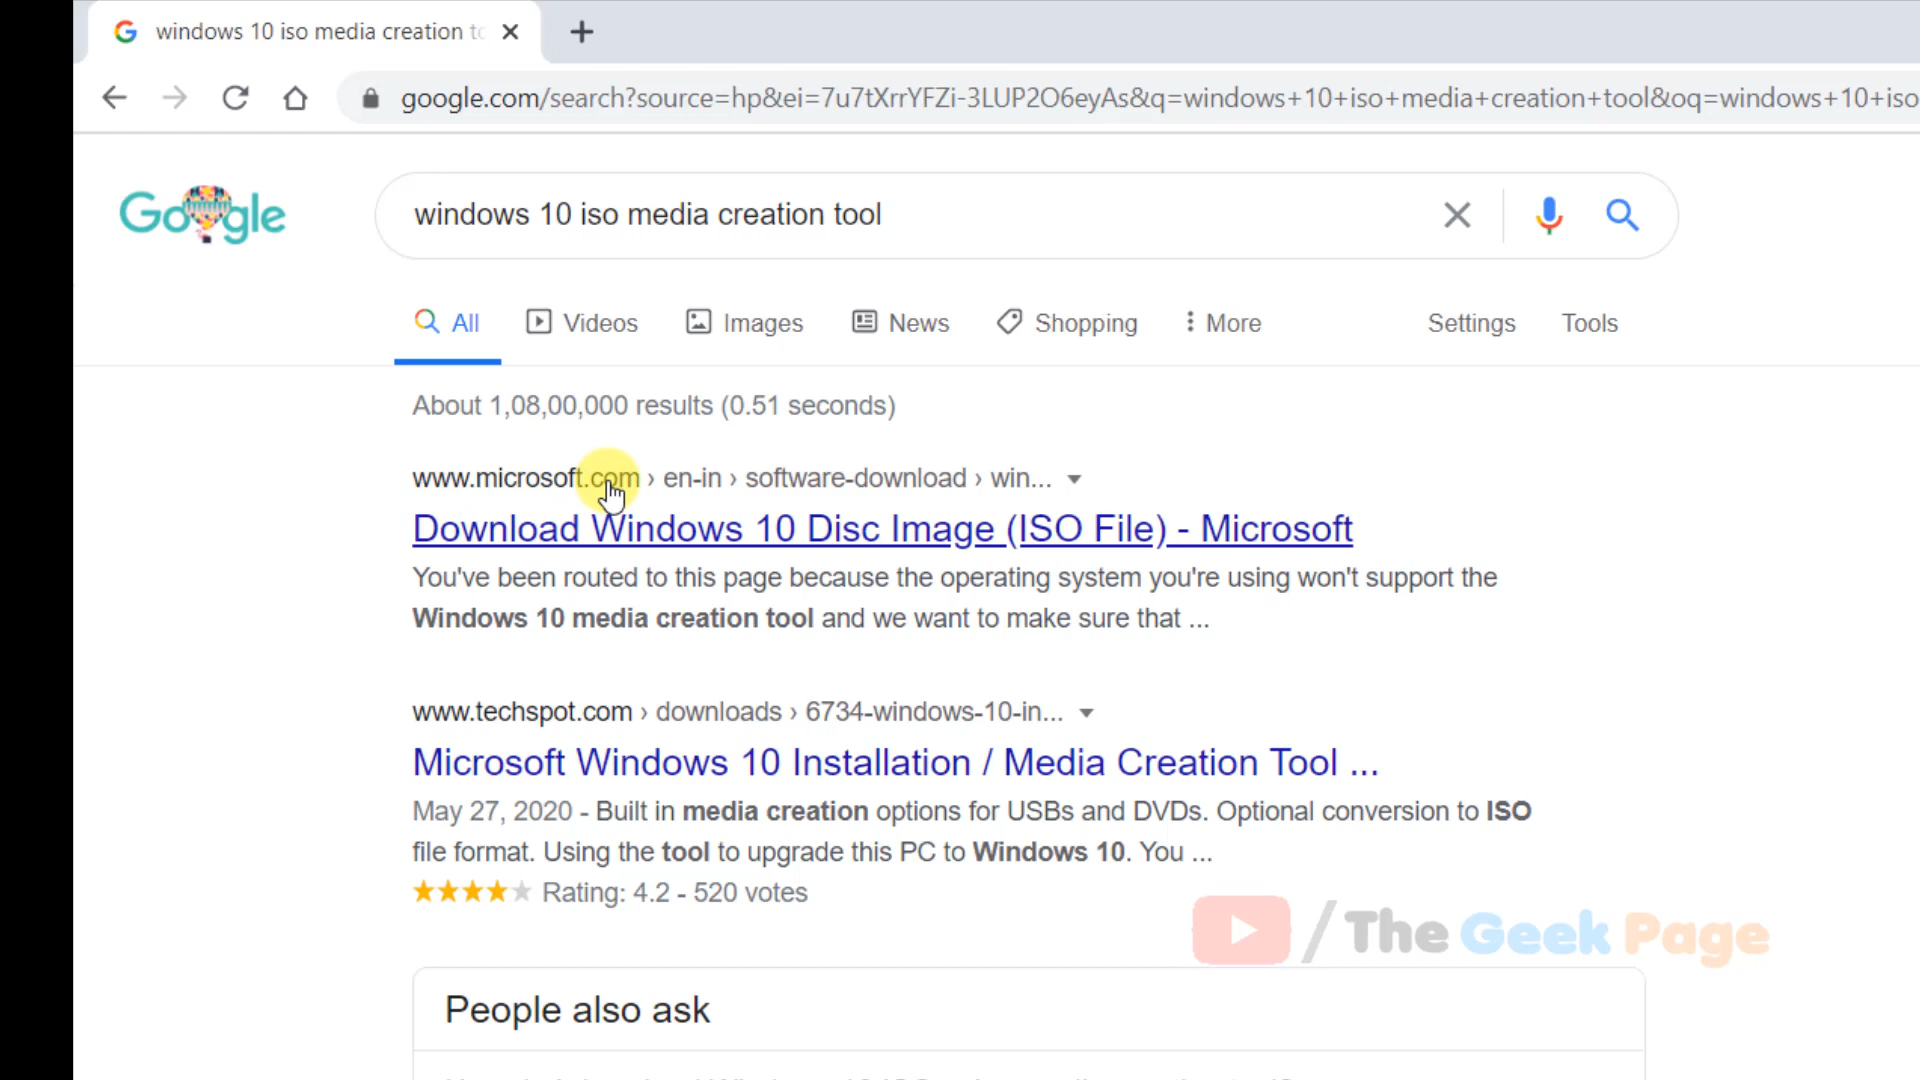 windows 10 iso media creation to
google.com/search?source=hp&ei=7u7tXrrYFZi-3LUP2O6eyAs&q=windows+10+iso+media+creation+tool&oq=windows+10+iso
Google
windows 10 iso media creation tool
All Videos Images News Shopping More Settings Tools
About 1,08,00,000 results (0.51 seconds)
www.microsoft.com › en-in › software-download › win...
Download Windows 10 Disc Image (ISO File) - Microsoft
You've been routed to this page because the operating system you're using won't support the
Windows 10 media creation tool and we want to make sure that ...
www.techspot.com › downloads › 6734-windows-10-in...
Microsoft Windows 10 Installation / Media Creation Tool ...
May 27, 2020 - Built in media creation options for USBs and DVDs. Optional conversion to ISO
file format. Using the tool to upgrade this PC to Windows 10. You ...
Rating: 4.2 - 520 votes
/The Geek Page
People also ask